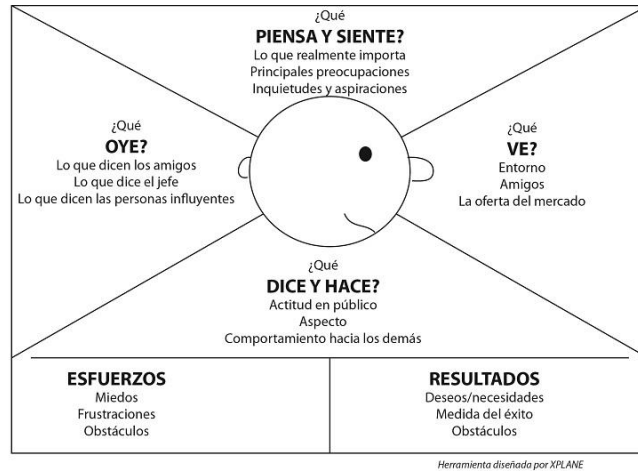 ¿Qué
PIENSA Y SIENTE?
Lo que realmente importa
Principales preocupaciones
Inquietudes y aspiraciones
¿Qué
OYE?
Lo que dicen los amigos
Lo que dice el jefe
Lo que dicen las personas influyentes
¿Qué
VE?
Entorno
Amigos
La oferta del mercado
¿Qué
DICE Y HACE?
Actitud en público
Aspecto
Comportamiento hacia los demás
ESFUERZOS
Miedos
Frustraciones
Obstáculos
RESULTADOS
Deseos/necesidades
Medida del éxito
Obstáculos
Herramienta diseñada por XPLANE